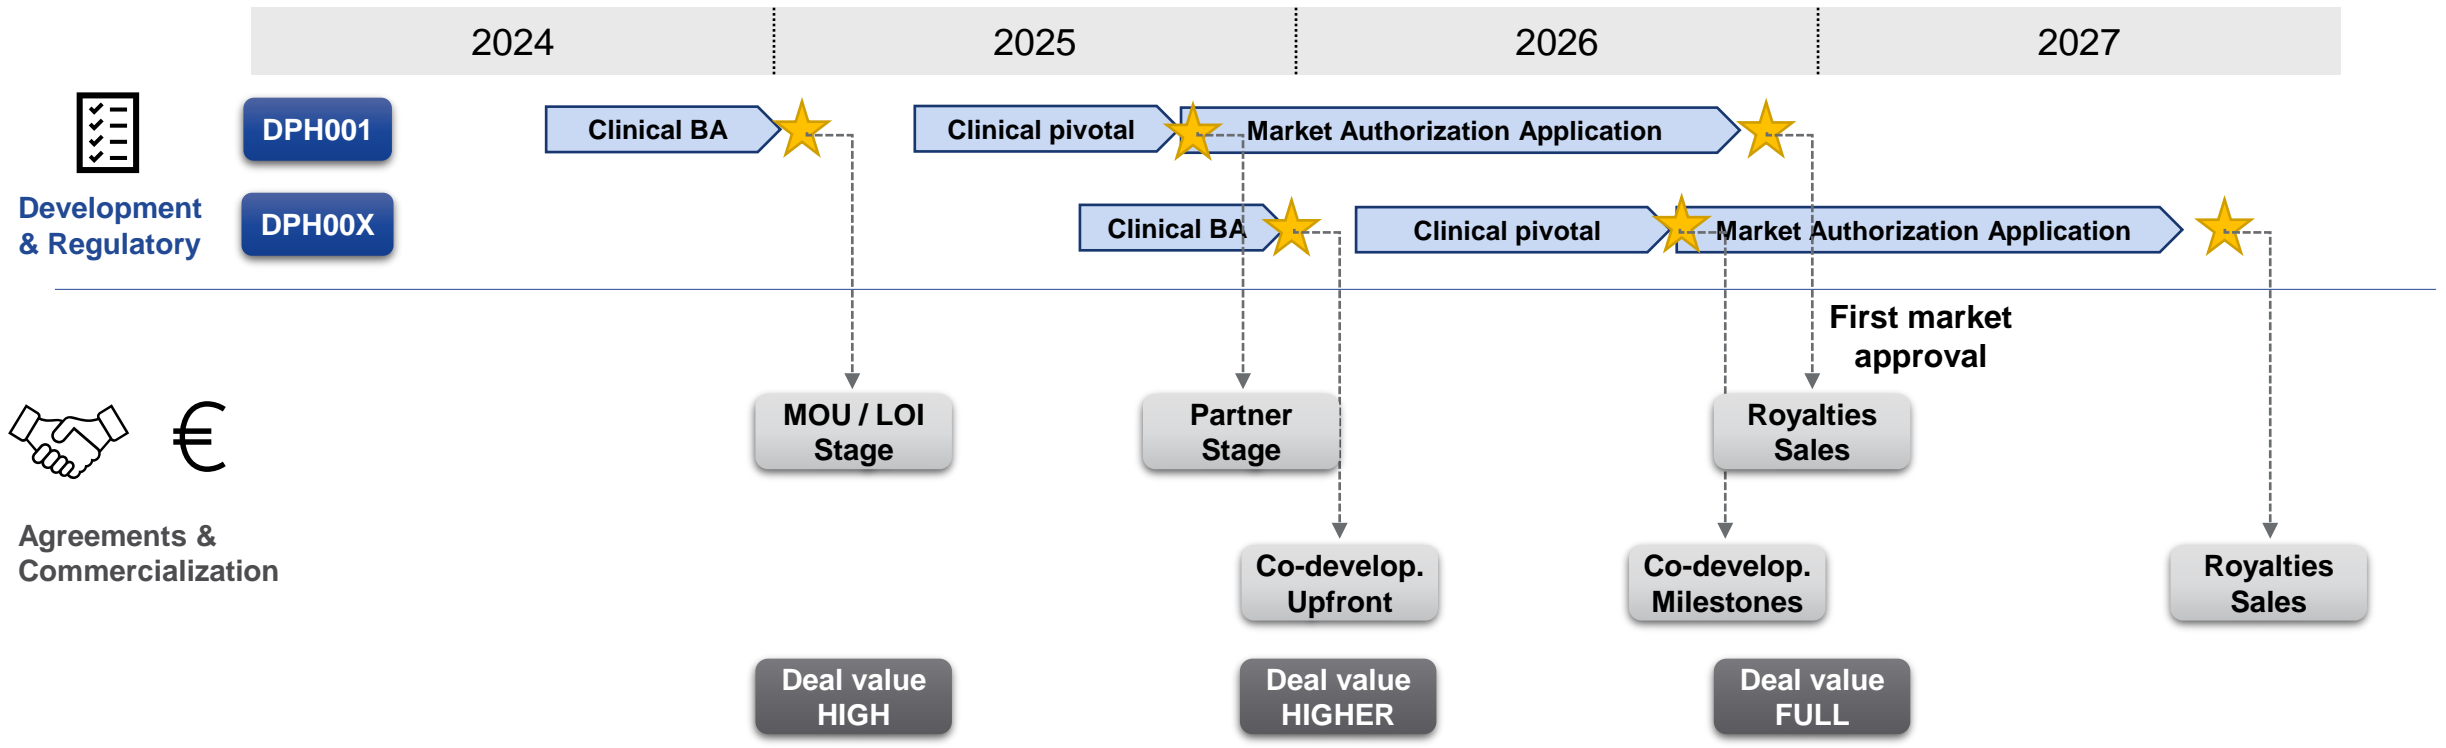 2024 2025 2026 2027
DPH001 Clinical BA Clinical pivotal Market Authorization Application
Development
& Regulatory
DPH00X Clinical BA Clinical pivotal Market Authorization Application
First market
approval
MOU / LOI
Stage
Partner
Stage
Royalties
Sales
€
Agreements &
Commercialization
Co-develop.
Upfront
Co-develop.
Milestones
Royalties
Sales
Deal value
HIGH
Deal value
HIGHER
Deal value
FULL